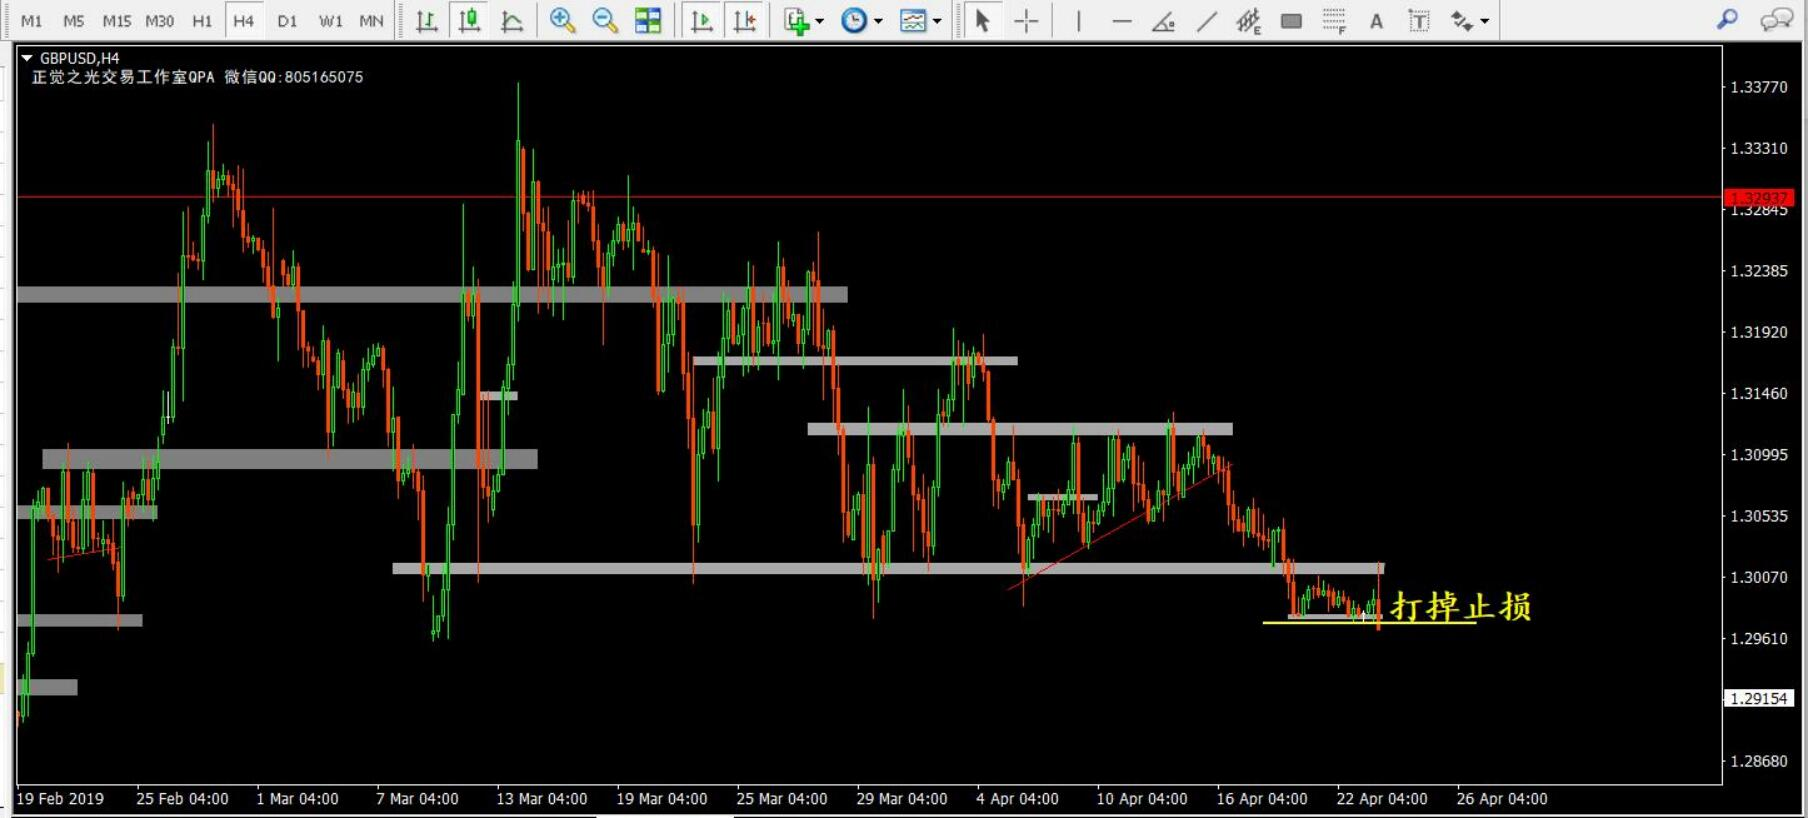 M1 M5 M15 M30 H1 H4 D1 W1 MN
E F A T
GBPUSD,H4
正觉之光交易工作室QPA 微信QQ:805165075
1.33770
1.33310
1.32937
1.32845
1.32385
1.31920
1.31460
1.30995
1.30535
1.30070
打掉止损
1.29610
1.29154
1.28680
19 Feb 2019 25 Feb 04:00 1 Mar 04:00 7 Mar 04:00 13 Mar 04:00 19 Mar 04:00 25 Mar 04:00 29 Mar 04:00 4 Apr 04:00 10 Apr 04:00 16 Apr 04:00 22 Apr 04:00 26 Apr 04:00